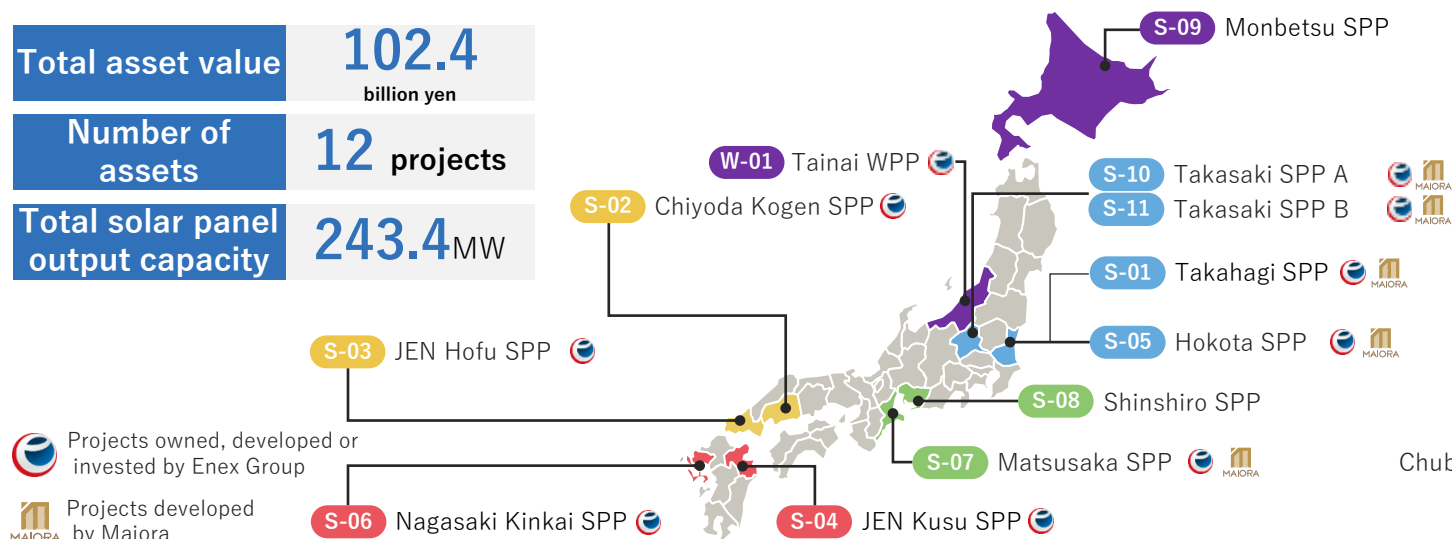 Total asset value
102.4
billion yen
Number of
assets
12 projects
Total solar panel
output capacity
243.4MW
S-09 Monbetsu SPP
W-01 Tainai WPP
S-10 Takasaki SPP A
MAIORA
S-11 Takasaki SPP B
MAIORA
S-02 Chiyoda Kogen SPP
S-01 Takahagi SPP
MAIORA
S-03 JEN Hofu SPP
S-05 Hokota SPP
MAIORA
S-08 Shinshiro SPP
S-07 Matsusaka SPP
MAIORA
Chub
Projects owned, developed or
invested by Enex Group
Projects developed
by Maiora
MAIORA
S-06 Nagasaki Kinkai SPP
S-04 JEN Kusu SPP